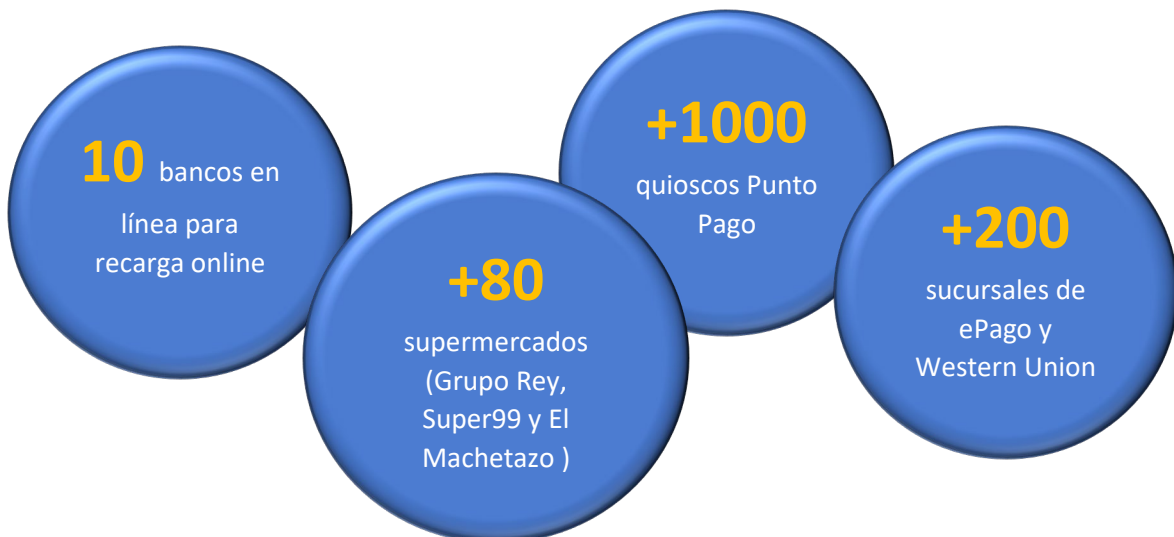 10 bancos en
línea para
recarga online
+80
supermercados
(Grupo Rey,
Super99 y El
Machetazo )
+1000
quioscos Punto
Pago
+200
sucursales de
ePago y
Western Union